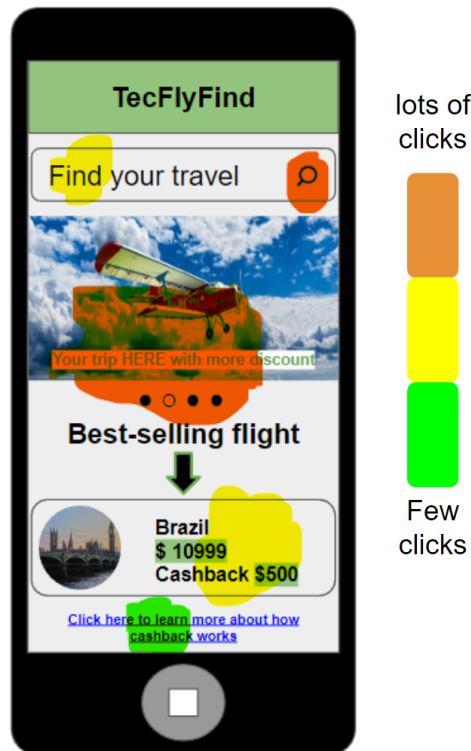 TecFlyFind
lots of
clicks
Find your travel
Your trip HERE with more discount
Best-selling flight
Brazil
$ 10999
Cashback $500
Few
clicks
Click here to learn more about how
cashback works